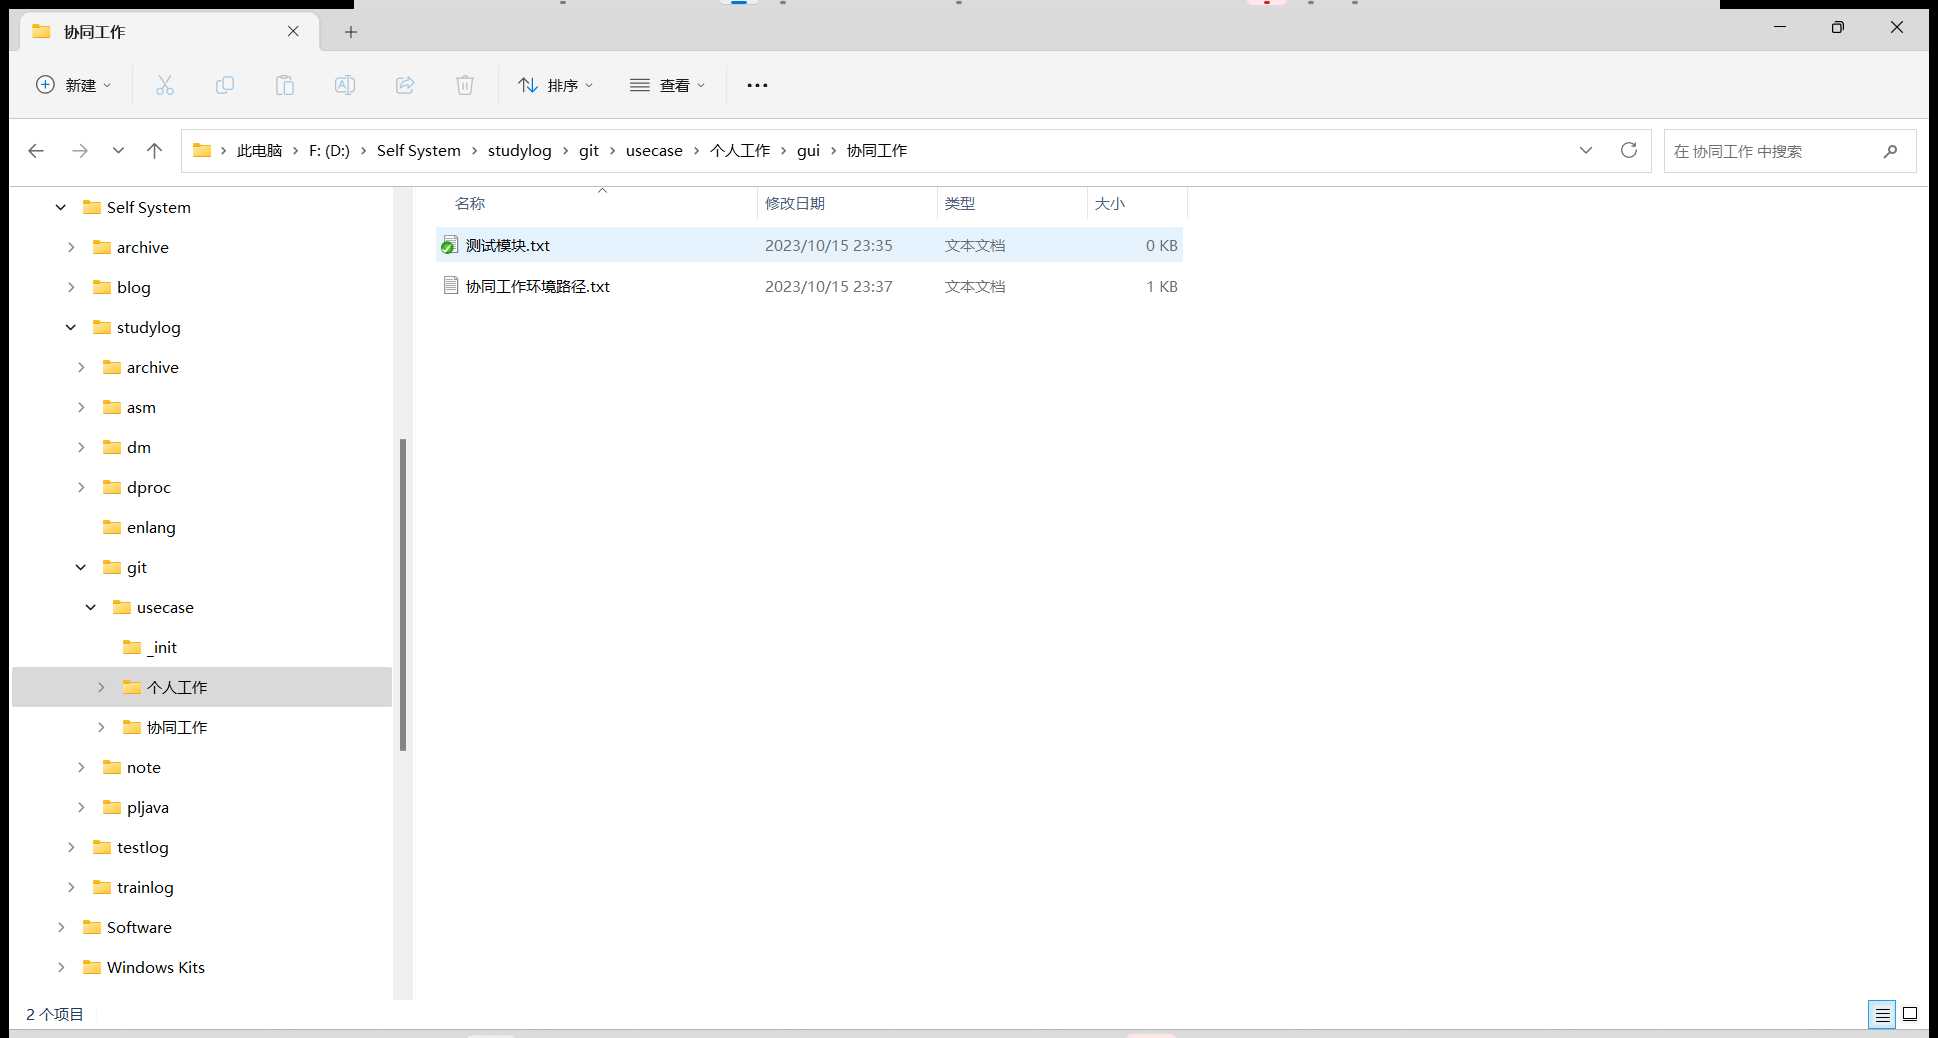 协同工作
新建
排序
查看
此电脑 F: (D:) Self System studylog git usecase 个人工作 gui 协同工作
在 协同工作 中搜索
Self System
archive
blog
studylog
archive
asm
dm
dproc
enlang
git
usecase
_init
个人工作
协同工作
note
pljava
testlog
trainlog
Software
Windows Kits
名称 修改日期 类型 大小
测试模块.txt 2023/10/15 23:35 文本文档 0 KB
协同工作环境路径.txt 2023/10/15 23:37 文本文档 1 KB
2 个项目